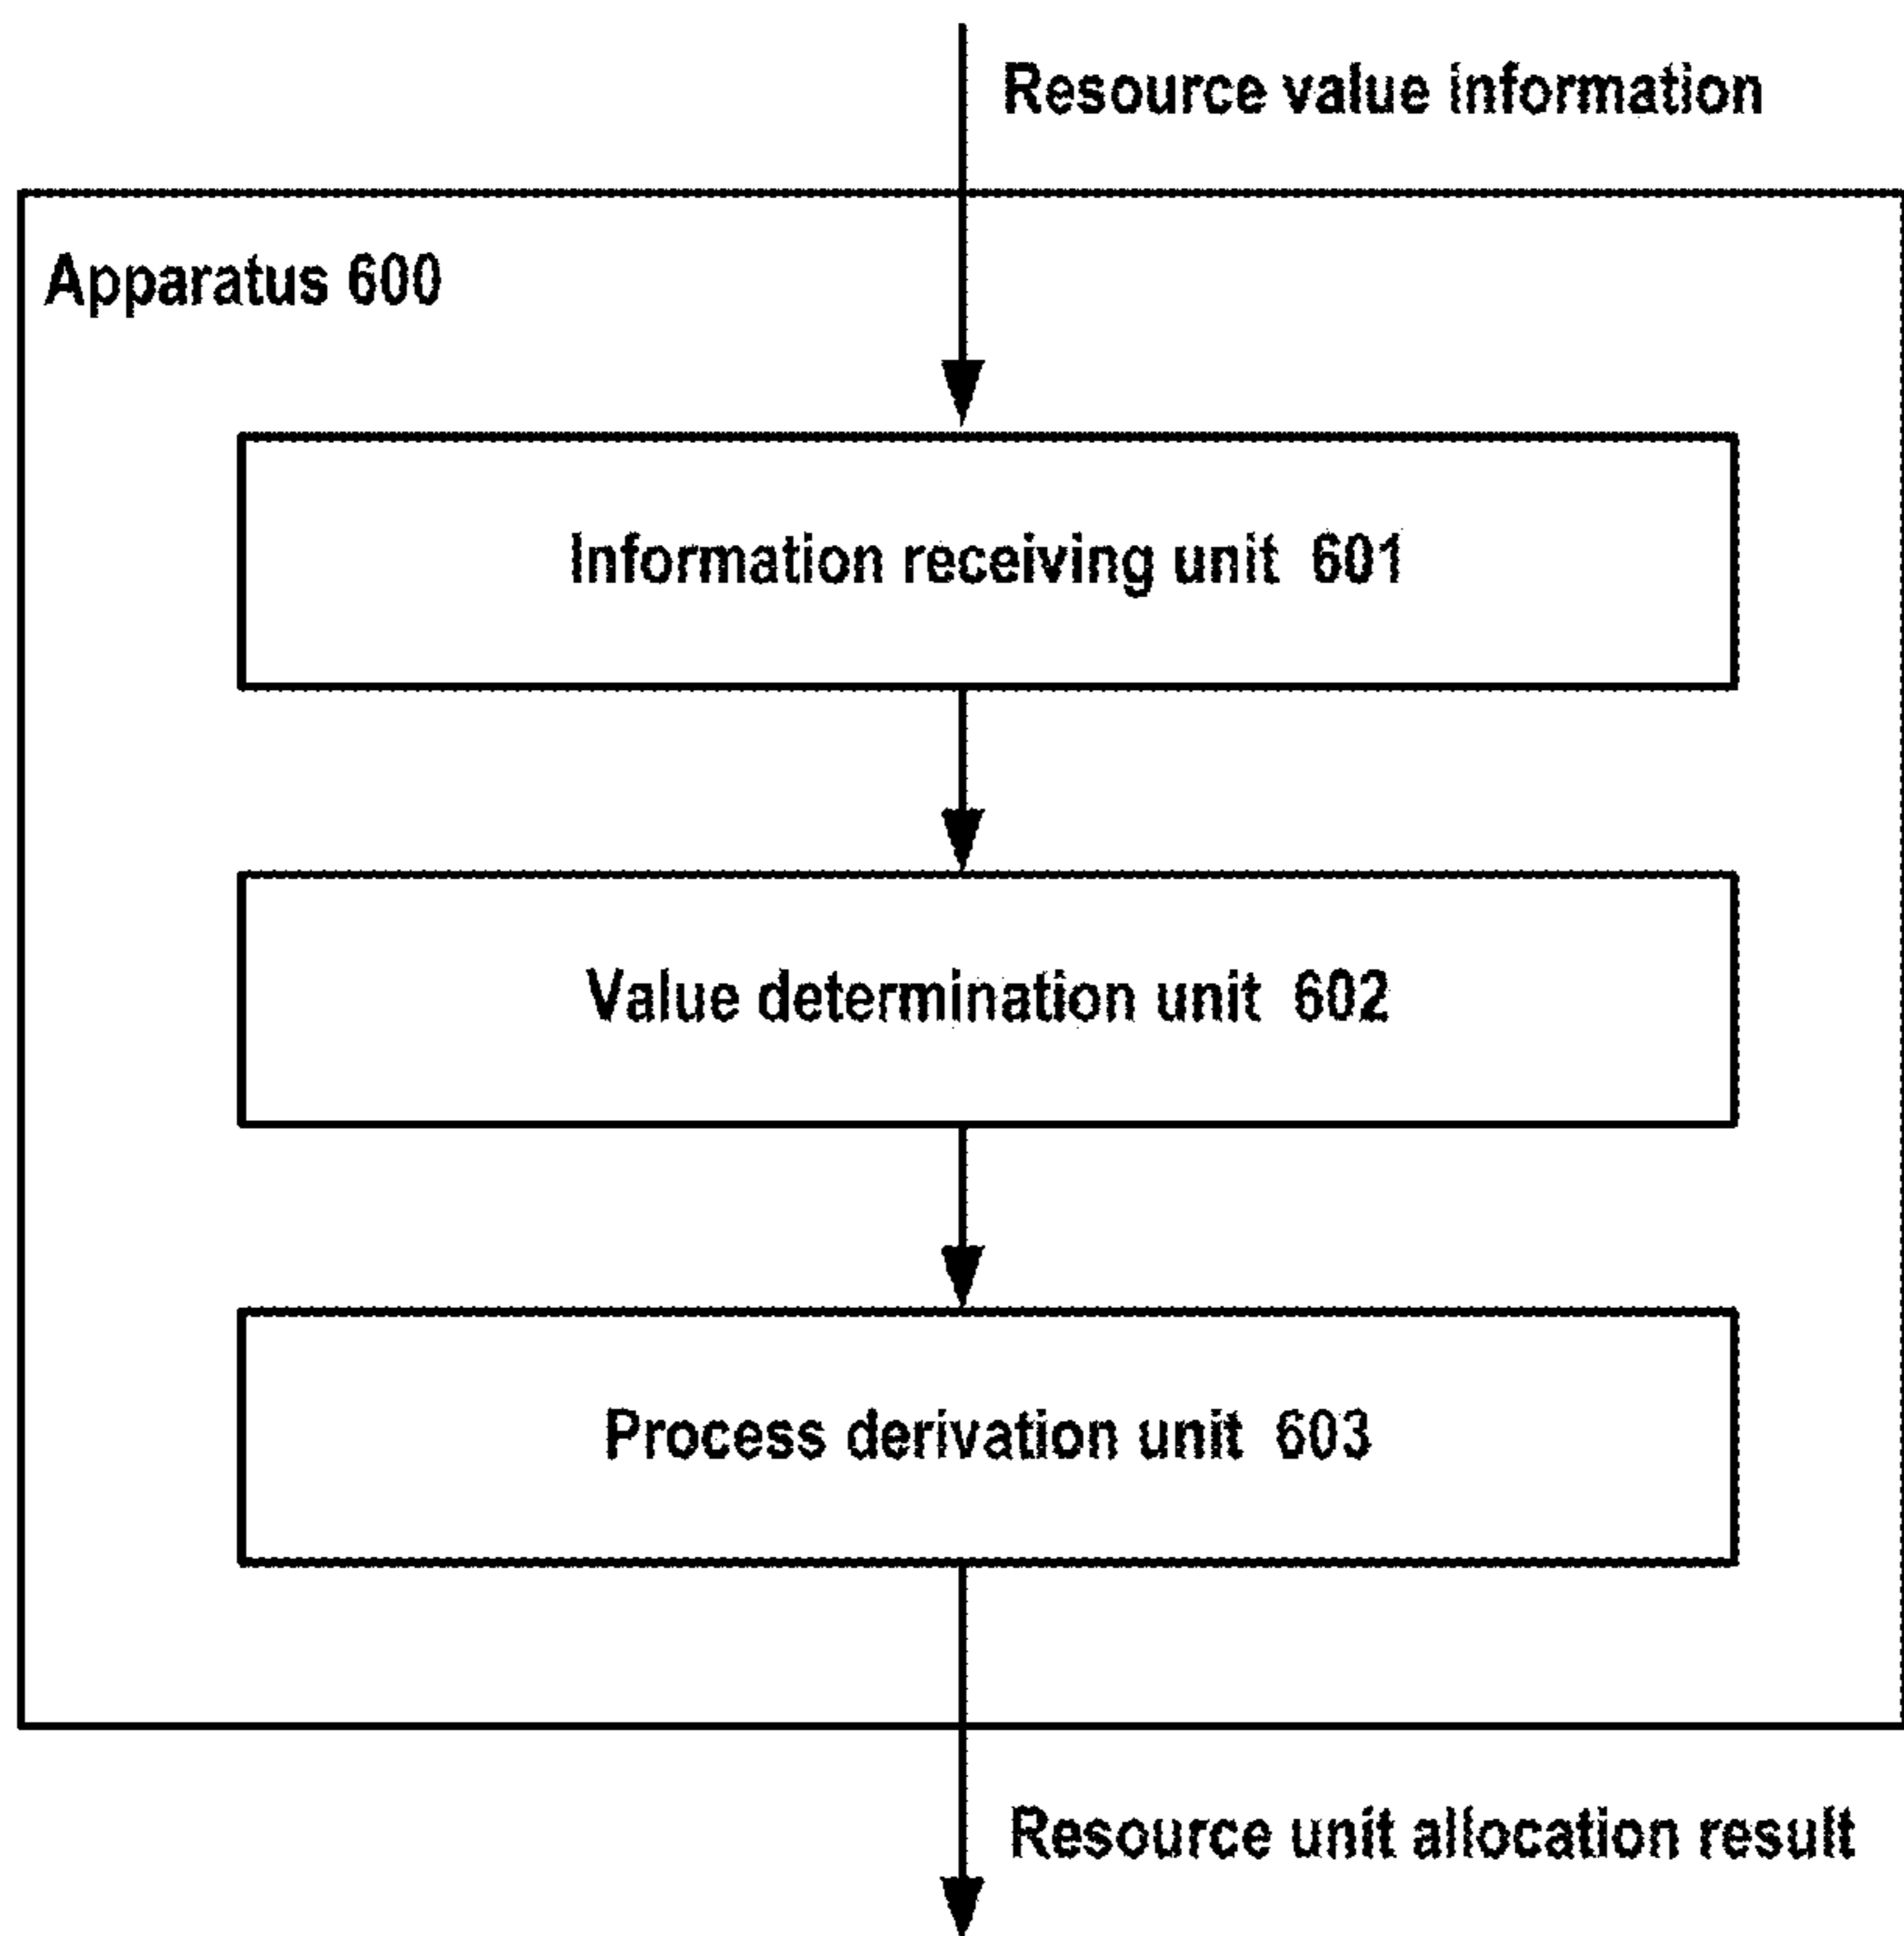 Resource value information
Apparatus 600
Information receiving unit 601
Value determination unit 602
Process derivation unit 603
Resource unit allocation result